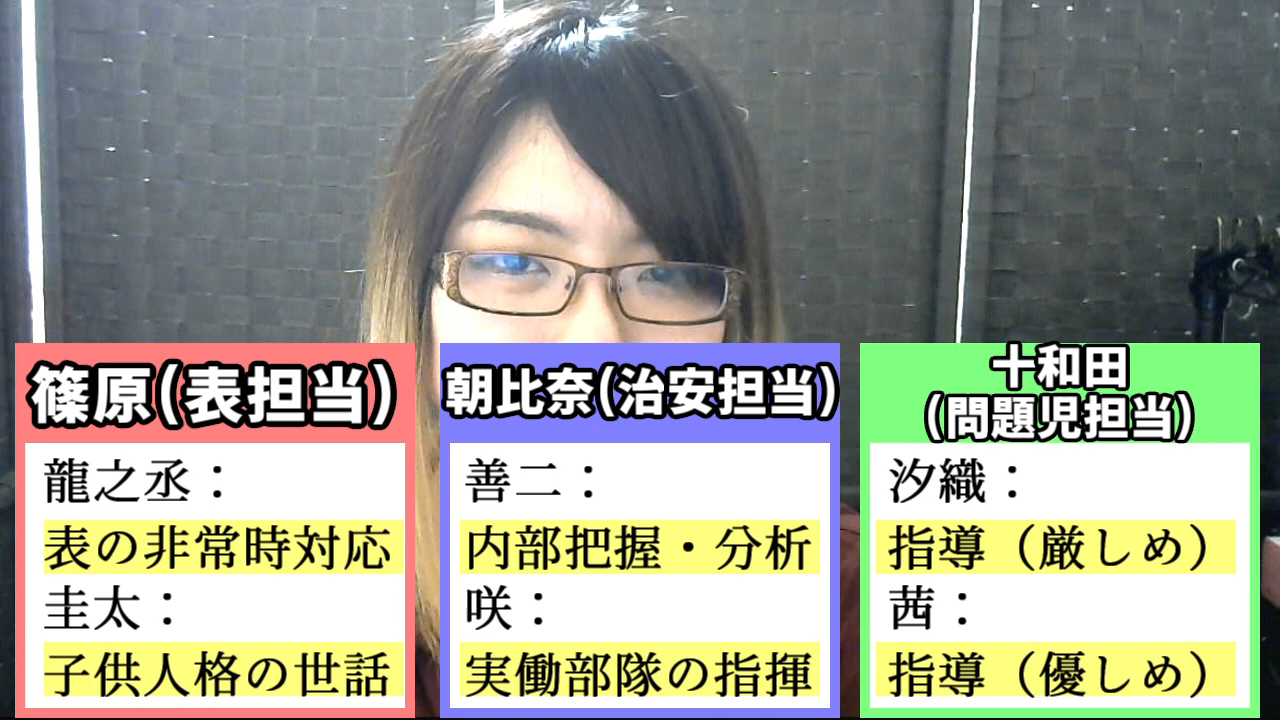 篠原(表担当)
龍之丞：
表の非常時対応
圭太：
子供人格の世話
朝比奈(治安担当)
善二：
内部把握・分析
咲：
実働部隊の指揮
十和田
(問題児担当)
汐織：
指導（厳しめ）
茜：
指導（優しめ）